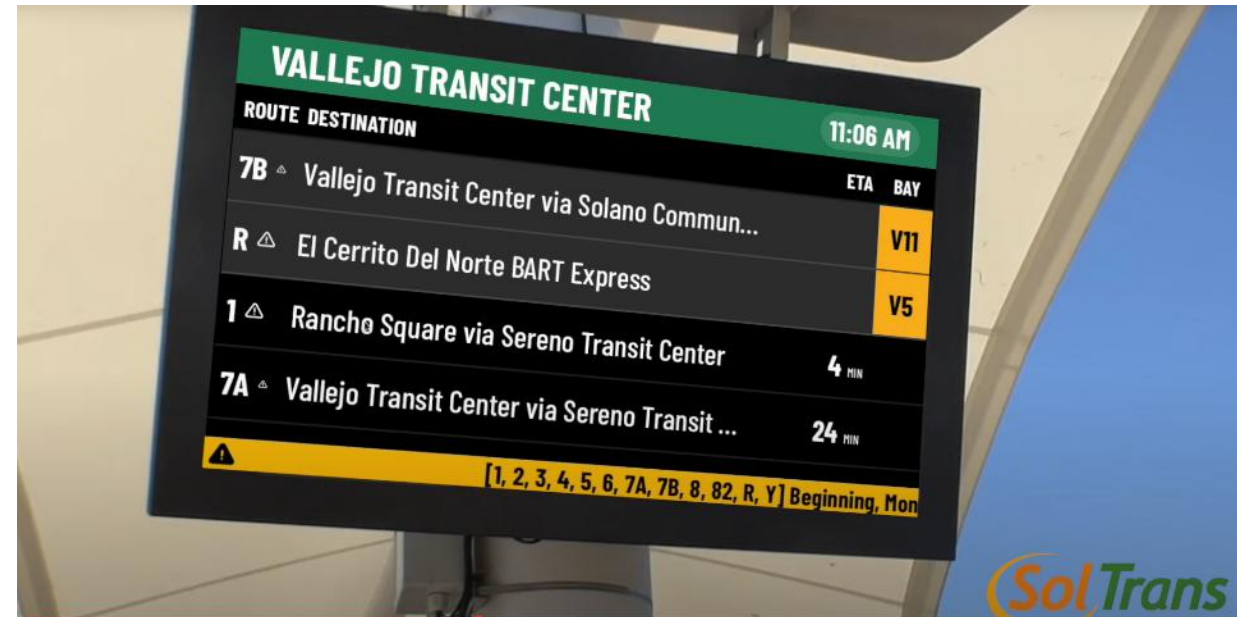 VALLEJO TRANSIT CENTER
11:06 AM
ROUTE DESTINATION ETA BAY
7B Vallejo Transit Center via Solano Commun... V11
R El Cerrito Del Norte BART Express V5
1 Rancho Square via Sereno Transit Center 4 MIN
7A Vallejo Transit Center via Sereno Transit ... 24 MIN
[1, 2, 3, 4, 5, 6, 7A, 7B, 8, 82, R, Y] Beginning, Mon
SolTrans